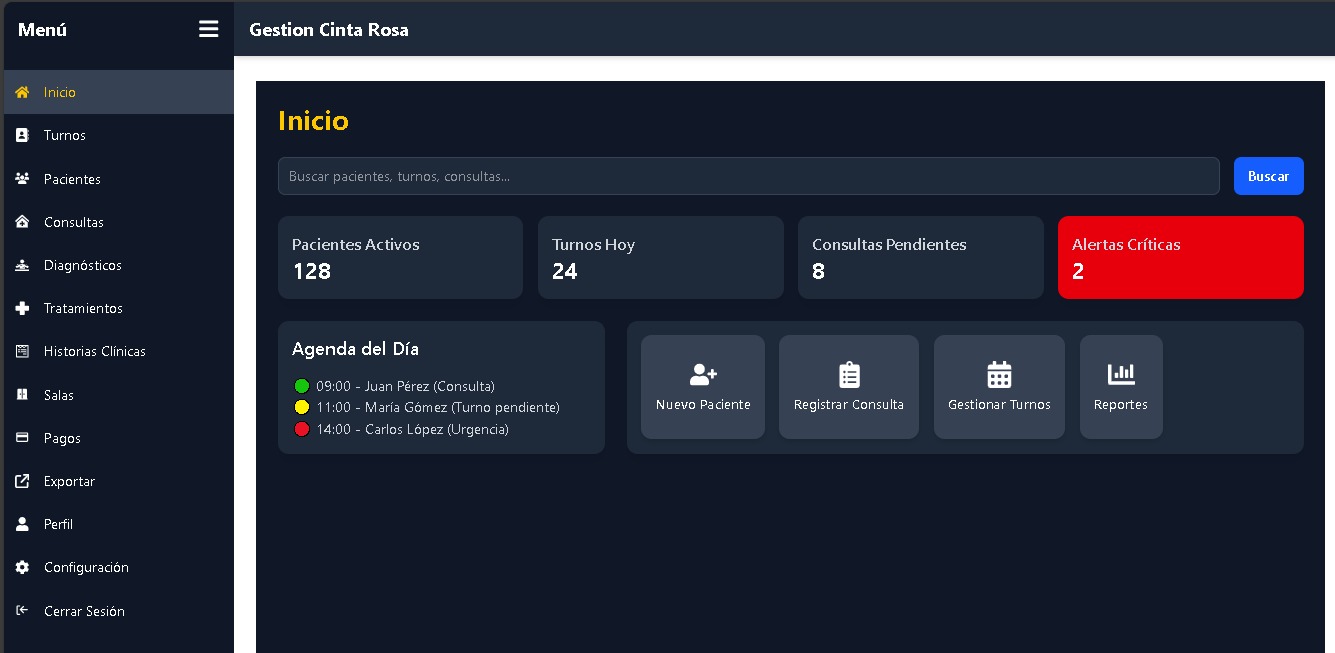 Menú
Gestion Cinta Rosa
Inicio
Turnos
Pacientes
Consultas
Diagnósticos
Tratamientos
Historias Clínicas
Salas
Pagos
Exportar
Perfil
Configuración
Cerrar Sesión
Inicio
Buscar pacientes, turnos, consultas...
Buscar
Pacientes Activos
128
Turnos Hoy
24
Consultas Pendientes
8
Alertas Críticas
2
Agenda del Día
09:00 - Juan Pérez (Consulta)
11:00 - María Gómez (Turno pendiente)
14:00 - Carlos López (Urgencia)
Nuevo Paciente
Registrar Consulta
Gestionar Turnos
Reportes